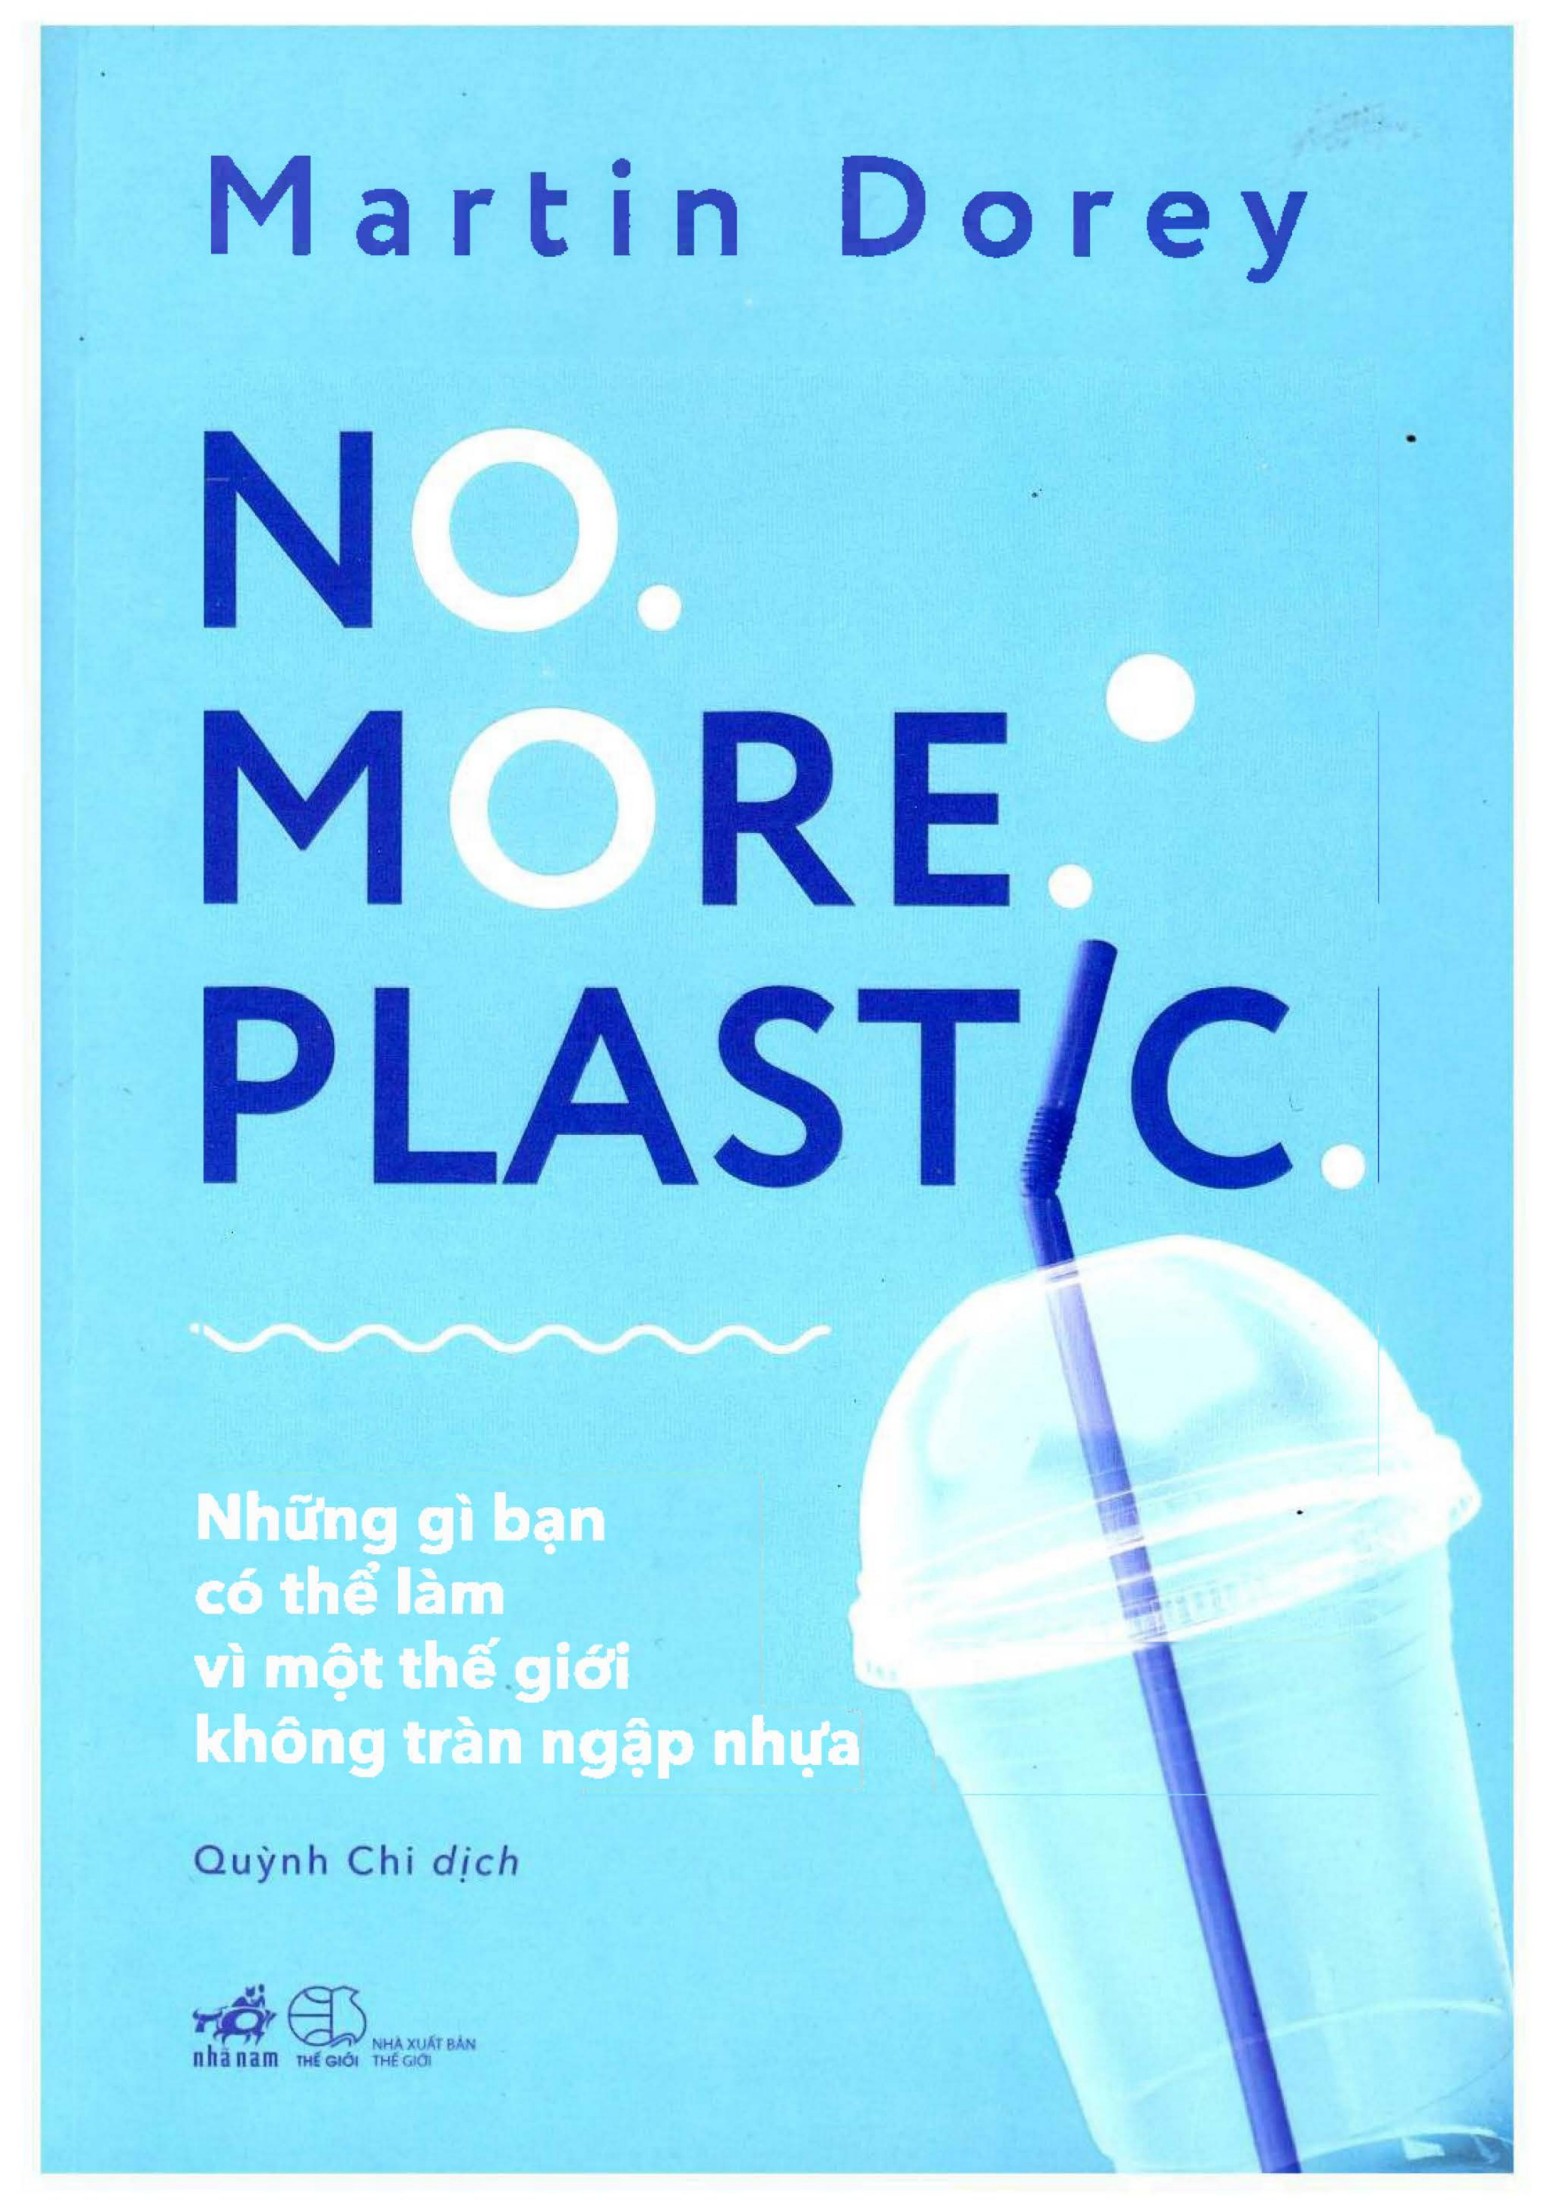 Martin Dorey
NO.
MORE.
PLASTIC.
Những gì bạn
có thể làm
vì một thế giới
không tràn ngập nhựa
Quỳnh Chi dịch
nhã nam
THẾ GIỚI
NHÀ XUẤT BẢN
THẾ GIỚI